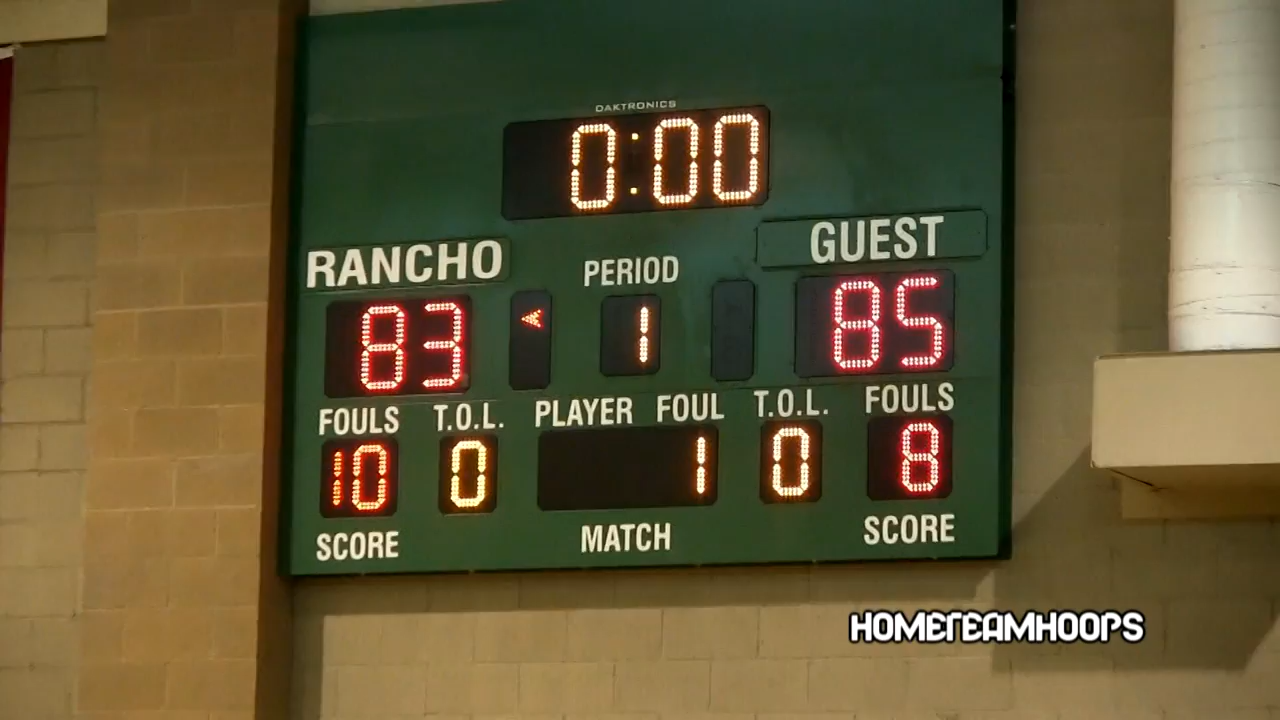 DAKTRONICS
0:00
RANCHO PERIOD GUEST
83 1 85
FOULS T.O.L. PLAYER FOUL T.O.L. FOULS
10 0 1 0 8
SCORE MATCH SCORE
HOMETEAMHOOPS